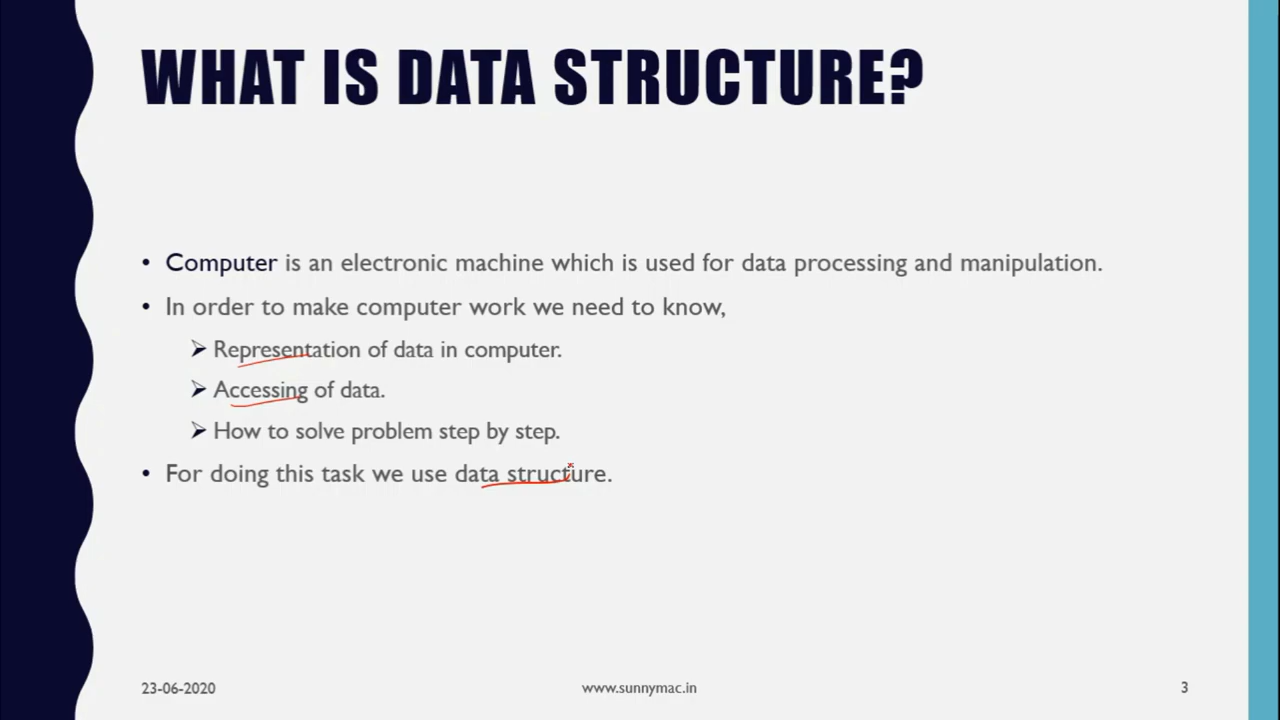 WHAT IS DATA STRUCTURE?
• Computer is an electronic machine which is used for data processing and manipulation.
• In order to make computer work we need to know,
➢ Representation of data in computer.
➢ Accessing of data.
➢ How to solve problem step by step.
• For doing this task we use data structure.
23-06-2020
www.sunnymac.in
3